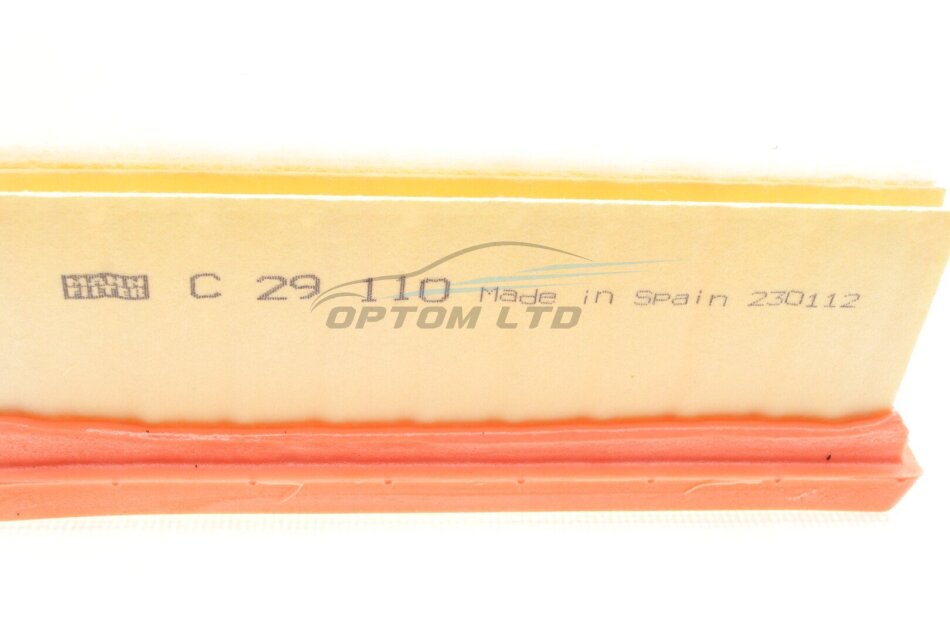 MANN FILTER C 29 110 Made in Spain 230112
OPTOM LTD